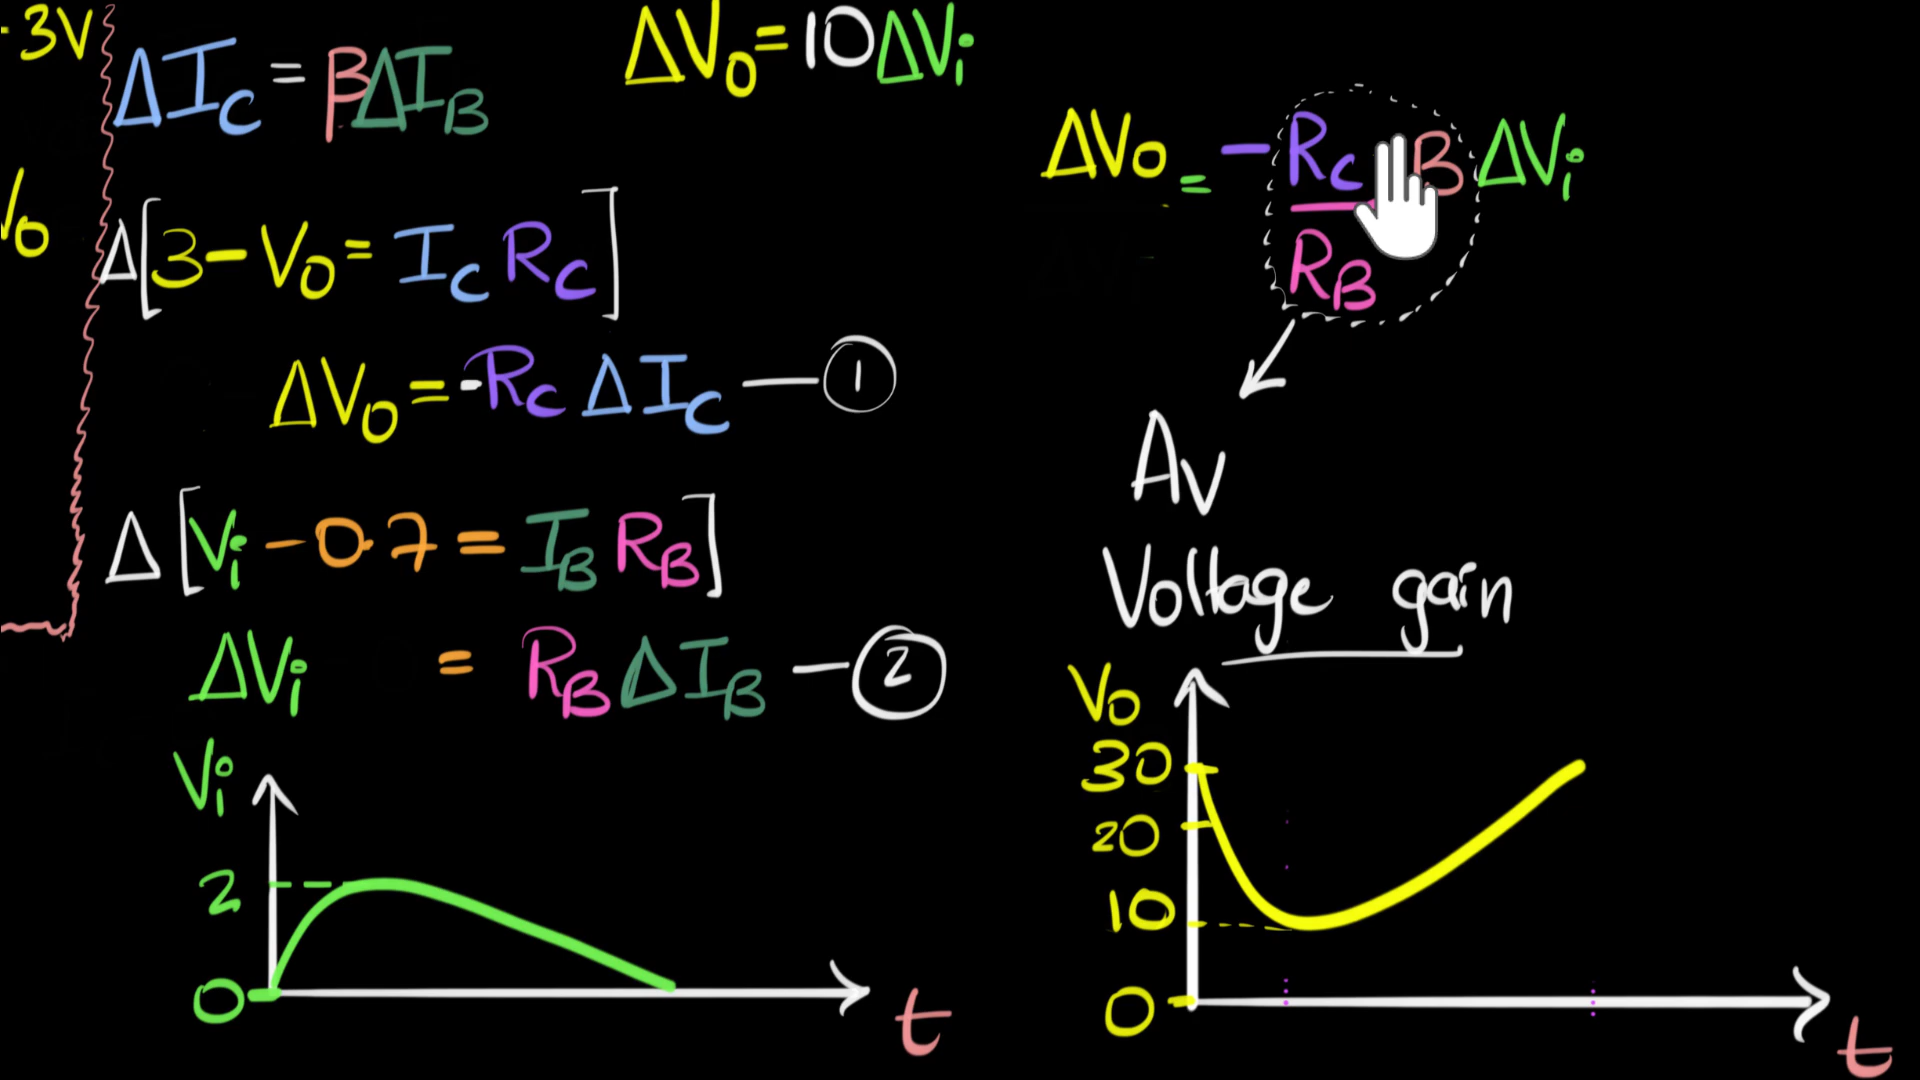 -3V
ΔI_C = βΔI_B
ΔV_0 = 10ΔV_i
V_0
Δ[3 - V_0 = I_C R_C]
ΔV_0 = -R_C ΔI_C — 1
Δ[V_i - 0.7 = I_B R_B]
ΔV_i = R_B ΔI_B — 2
V_i
2
0
t
ΔV_0 = - R_C β ΔV_i
R_B
A_V
Voltage gain
V_0
30
20
10
0
t